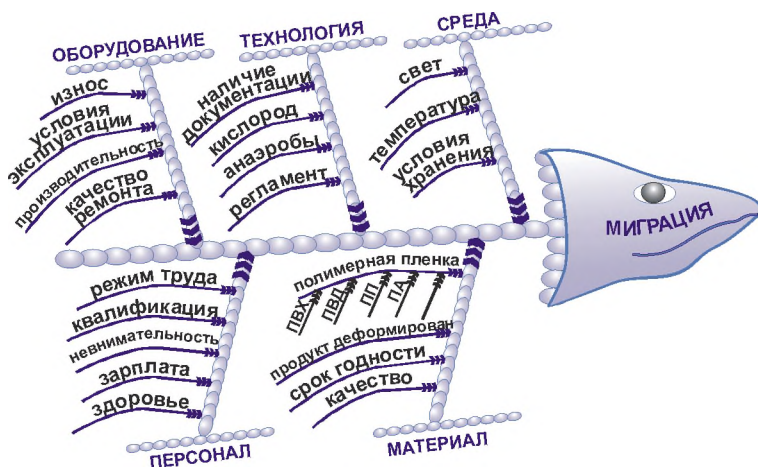 ОБОРУДОВАНИЕ
износ
условия
эксплуатации
производительность
качество
ремонта
ТЕХНОЛОГИЯ
наличие
документации
кислород
анаэробы
регламент
СРЕДА
свет
температура
условия
хранения
МИГРАЦИЯ
режим труда
квалификация
невнимательность
зарплата
здоровье
ПЕРСОНАЛ
полимерная пленка
ПВХ
ПВД
ПП
ПА
продукт деформирован
срок годности
качество
МАТЕРИАЛ